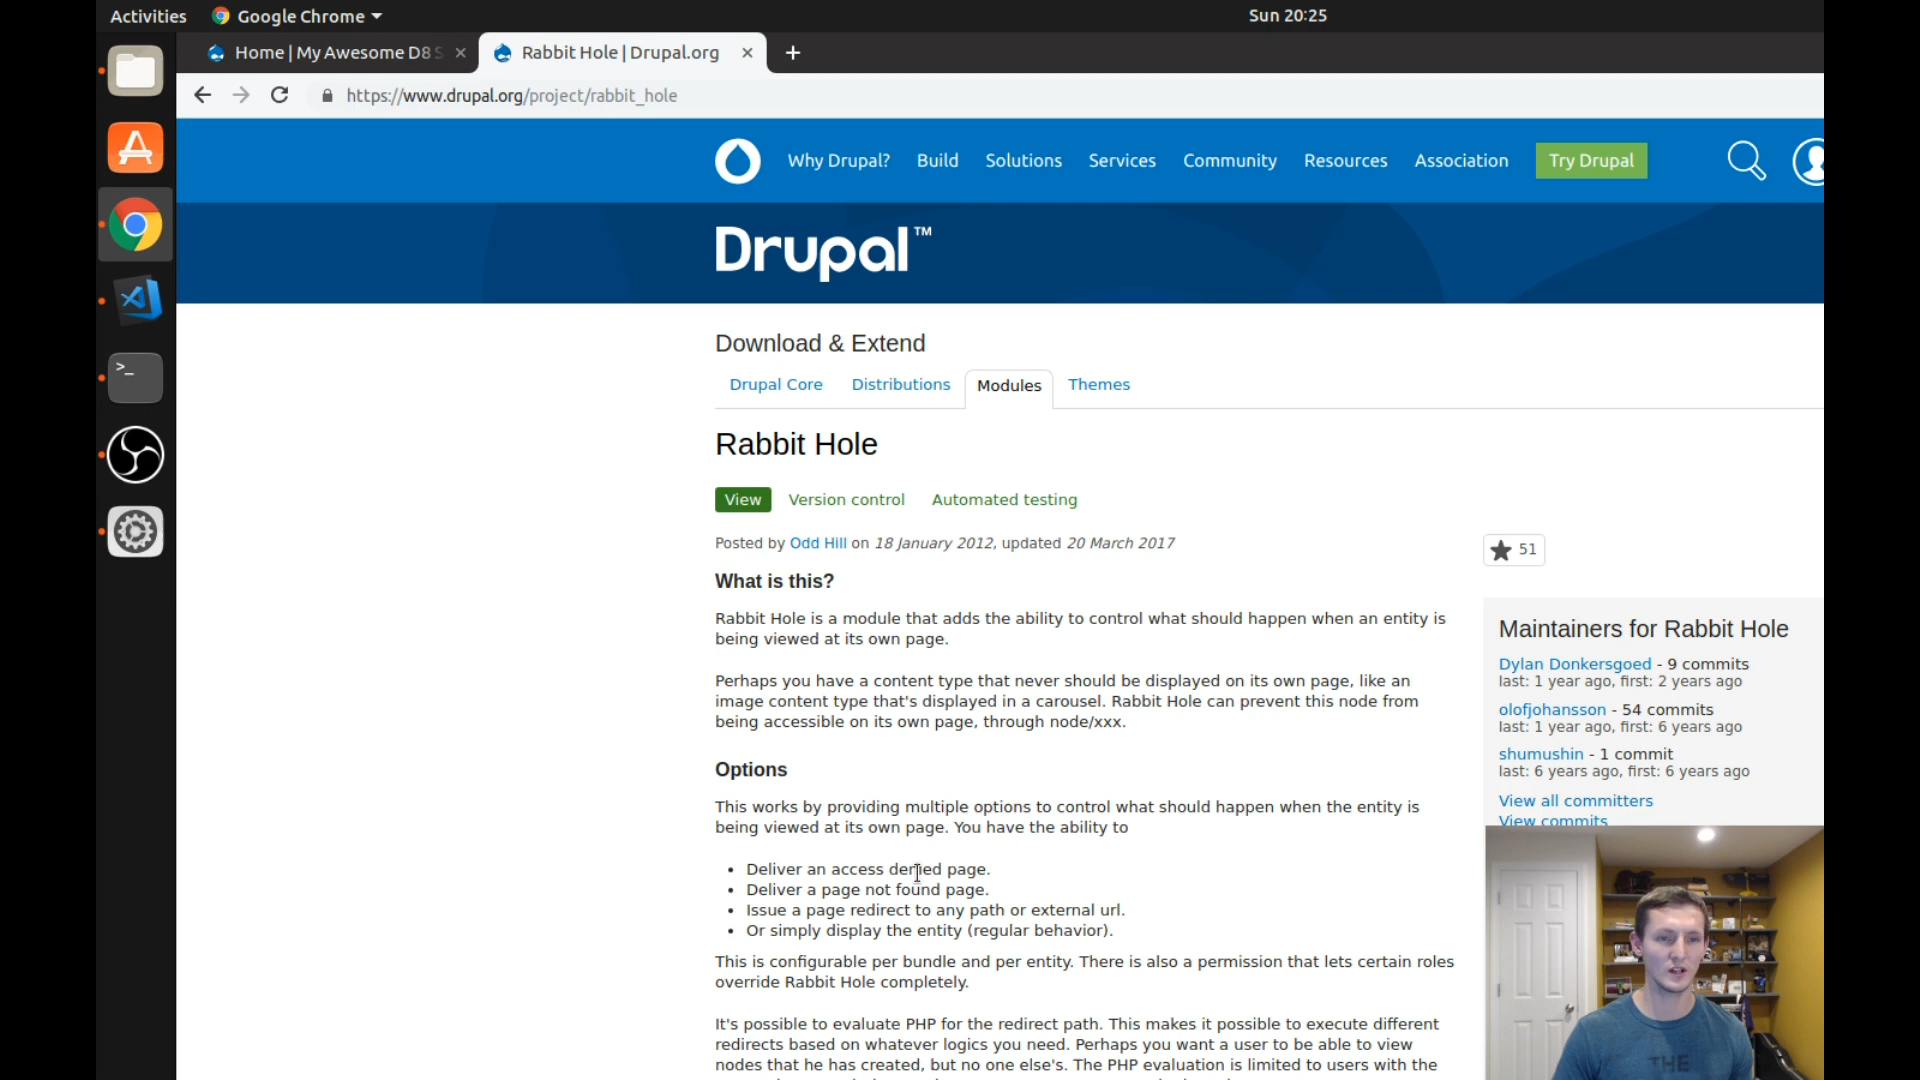 Activities
Google Chrome
Sun 20:25
Home | My Awesome D8 S
Rabbit Hole | Drupal.org
https://www.drupal.org/project/rabbit_hole
Why Drupal?
Build
Solutions
Services
Community
Resources
Association
Try Drupal
Drupal™
Download & Extend
Drupal Core
Distributions
Modules
Themes
Rabbit Hole
View
Version control
Automated testing
Posted by Odd Hill on 18 January 2012, updated 20 March 2017
51
What is this?
Rabbit Hole is a module that adds the ability to control what should happen when an entity is
being viewed at its own page.
Perhaps you have a content type that never should be displayed on its own page, like an
image content type that's displayed in a carousel. Rabbit Hole can prevent this node from
being accessible on its own page, through node/xxx.
Options
This works by providing multiple options to control what should happen when the entity is
being viewed at its own page. You have the ability to
• Deliver an access denied page.
• Deliver a page not found page.
• Issue a page redirect to any path or external url.
• Or simply display the entity (regular behavior).
This is configurable per bundle and per entity. There is also a permission that lets certain roles
override Rabbit Hole completely.
It's possible to evaluate PHP for the redirect path. This makes it possible to execute different
redirects based on whatever logics you need. Perhaps you want a user to be able to view
nodes that he has created, but no one else's. The PHP evaluation is limited to users with the
Maintainers for Rabbit Hole
Dylan Donkersgoed - 9 commits
last: 1 year ago, first: 2 years ago
olofjohansson - 54 commits
last: 1 year ago, first: 6 years ago
shumushin - 1 commit
last: 6 years ago, first: 6 years ago
View all committers
View commits
THE